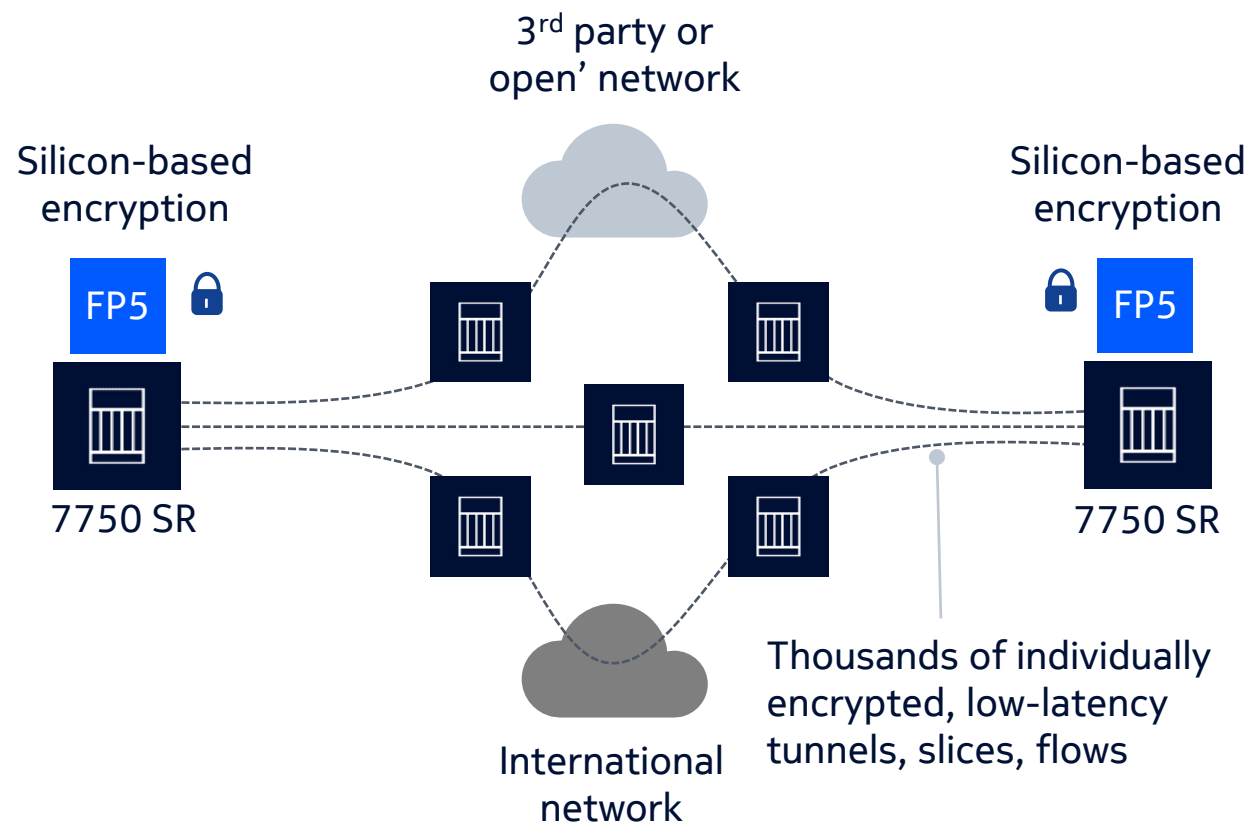 3rd party or
open’ network
Silicon-based
encryption
Silicon-based
encryption
FP5
FP5
7750 SR
7750 SR
Thousands of individually
encrypted, low-latency
tunnels, slices, flows
International
network